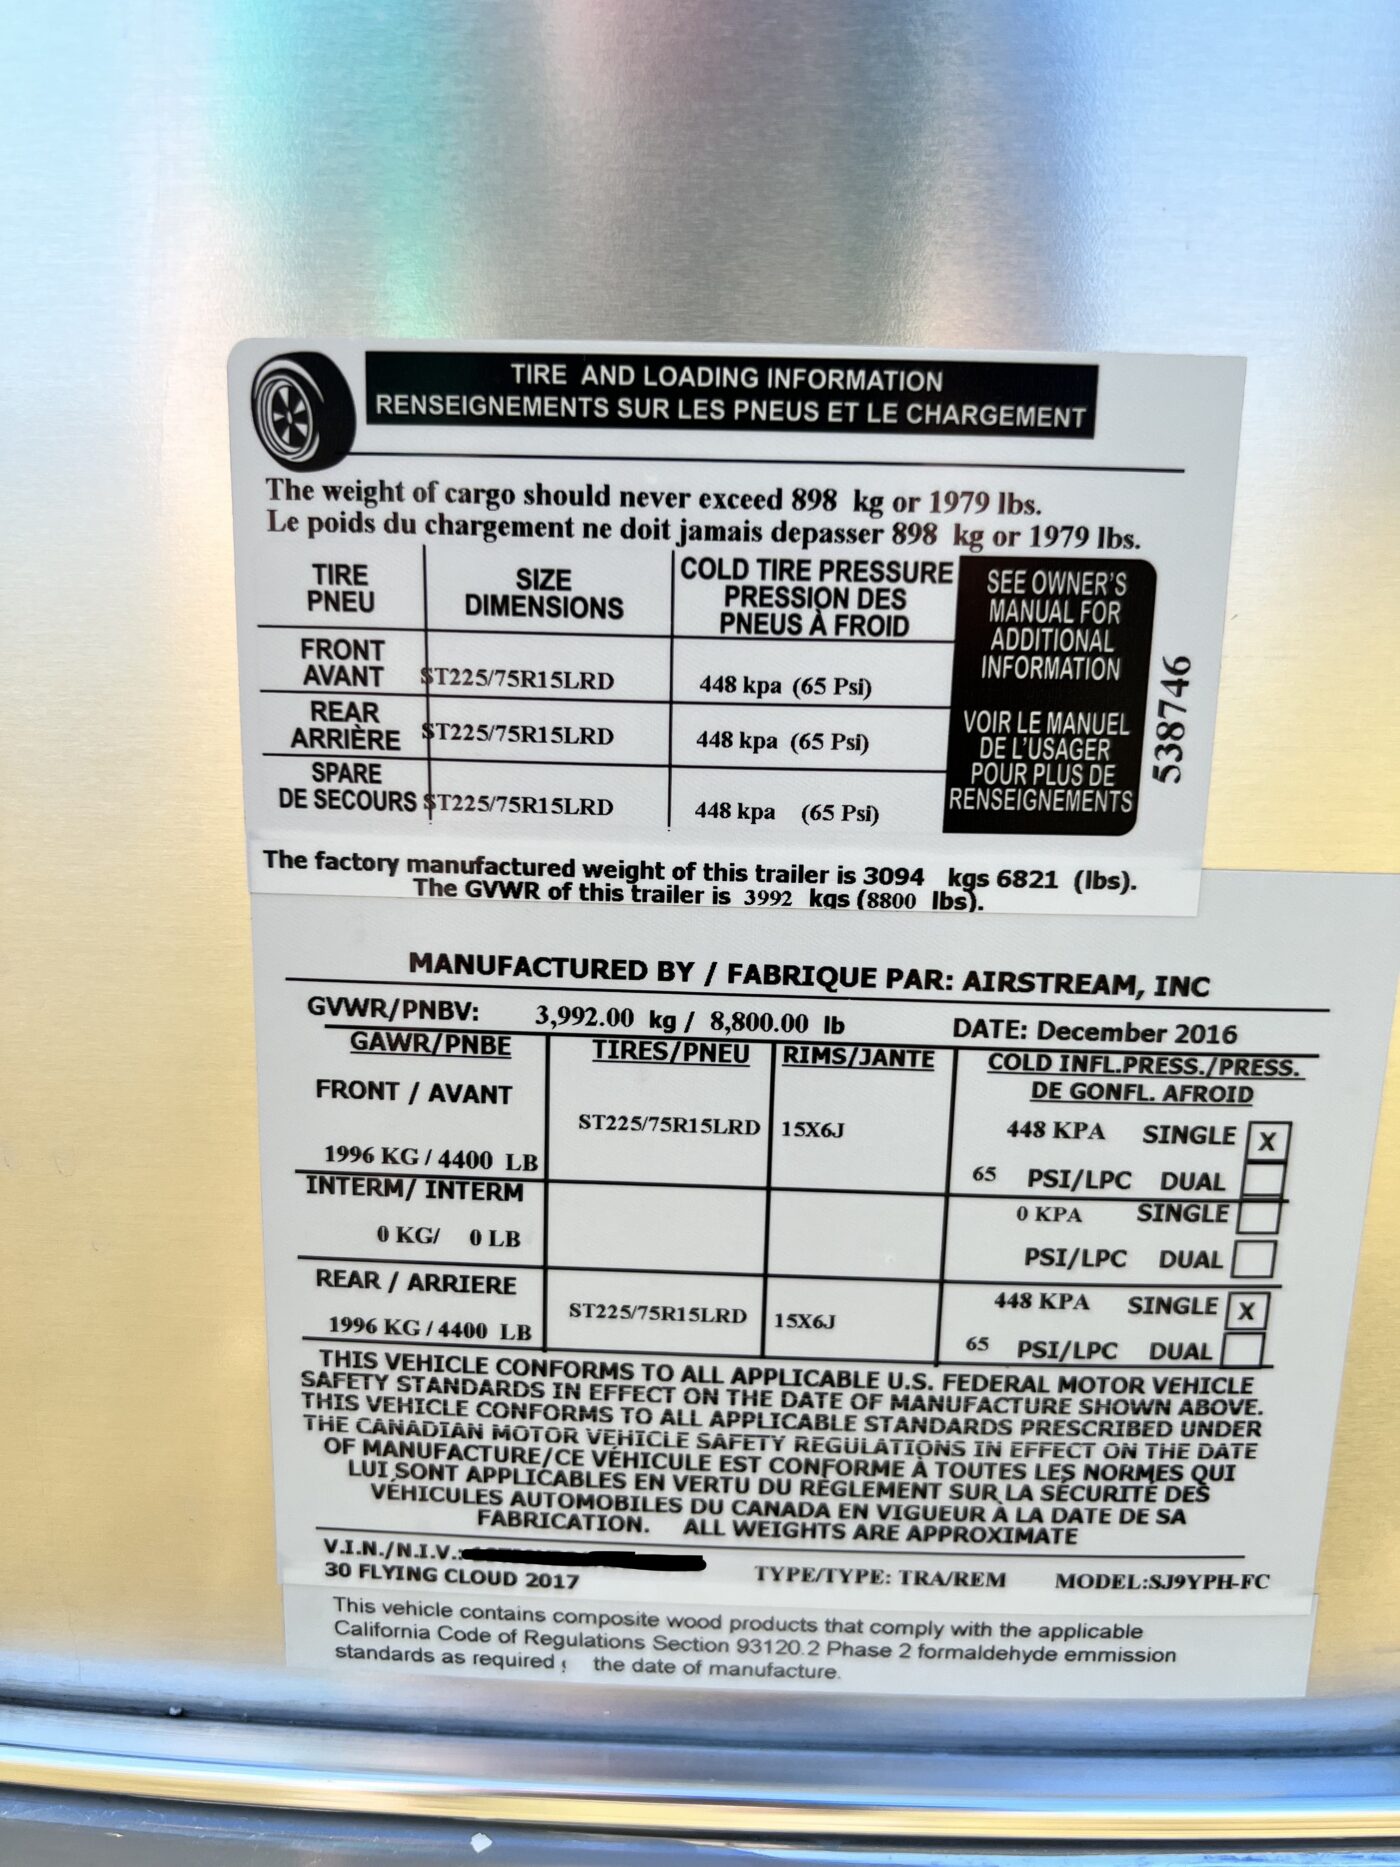 TIRE AND LOADING INFORMATION
RENSEIGNEMENTS SUR LES PNEUS ET LE CHARGEMENT
The weight of cargo should never exceed 898 kg or 1979 lbs.
Le poids du chargement ne doit jamais depasser 898 kg or 1979 lbs.
TIRE
PNEU
SIZE
DIMENSIONS
COLD TIRE PRESSURE
PRESSION DES
PNEUS À FROID
FRONT
AVANT ST225/75R15LRD 448 kpa (65 Psi)
REAR
ARRIÈRE ST225/75R15LRD 448 kpa (65 Psi)
SPARE
DE SECOURS ST225/75R15LRD 448 kpa (65 Psi)
SEE OWNER'S
MANUAL FOR
ADDITIONAL
INFORMATION
VOIR LE MANUEL
DE L'USAGER
POUR PLUS DE
RENSEIGNEMENTS
538746
The factory manufactured weight of this trailer is 3094 kgs 6821 (lbs).
The GVWR of this trailer is 3992 kgs (8800 lbs).
MANUFACTURED BY / FABRIQUE PAR: AIRSTREAM, INC
GVWR/PNBV: 3,992.00 kg / 8,800.00 lb DATE: December 2016
GAWR/PNBE TIRES/PNEU RIMS/JANTE COLD INFL.PRESS./PRESS.
DE GONFL. AFROID
FRONT / AVANT
ST225/75R15LRD 15X6J 448 KPA SINGLE X
1996 KG / 4400 LB 65 PSI/LPC DUAL
INTERM/ INTERM 0 KPA SINGLE
0 KG/ 0 LB PSI/LPC DUAL
REAR / ARRIERE 448 KPA SINGLE X
ST225/75R15LRD 15X6J
1996 KG / 4400 LB 65 PSI/LPC DUAL
THIS VEHICLE CONFORMS TO ALL APPLICABLE U.S. FEDERAL MOTOR VEHICLE
SAFETY STANDARDS IN EFFECT ON THE DATE OF MANUFACTURE SHOWN ABOVE.
THIS VEHICLE CONFORMS TO ALL APPLICABLE STANDARDS PRESCRIBED UNDER
THE CANADIAN MOTOR VEHICLE SAFETY REGULATIONS IN EFFECT ON THE DATE
OF MANUFACTURE/CE VÉHICULE EST CONFORME À TOUTES LES NORMES QUI
LUI SONT APPLICABLES EN VERTU DU RÉGLEMENT SUR LA SÉCURITÉ DES
VÉHICULES AUTOMOBILES DU CANADA EN VIGUEUR À LA DATE DE SA
FABRICATION. ALL WEIGHTS ARE APPROXIMATE
V.I.N./N.I.V.:
30 FLYING CLOUD 2017 TYPE/TYPE: TRA/REM MODEL:SJ9YPH-FC
This vehicle contains composite wood products that comply with the applicable
California Code of Regulations Section 93120.2 Phase 2 formaldehyde emmission
standards as required the date of manufacture.